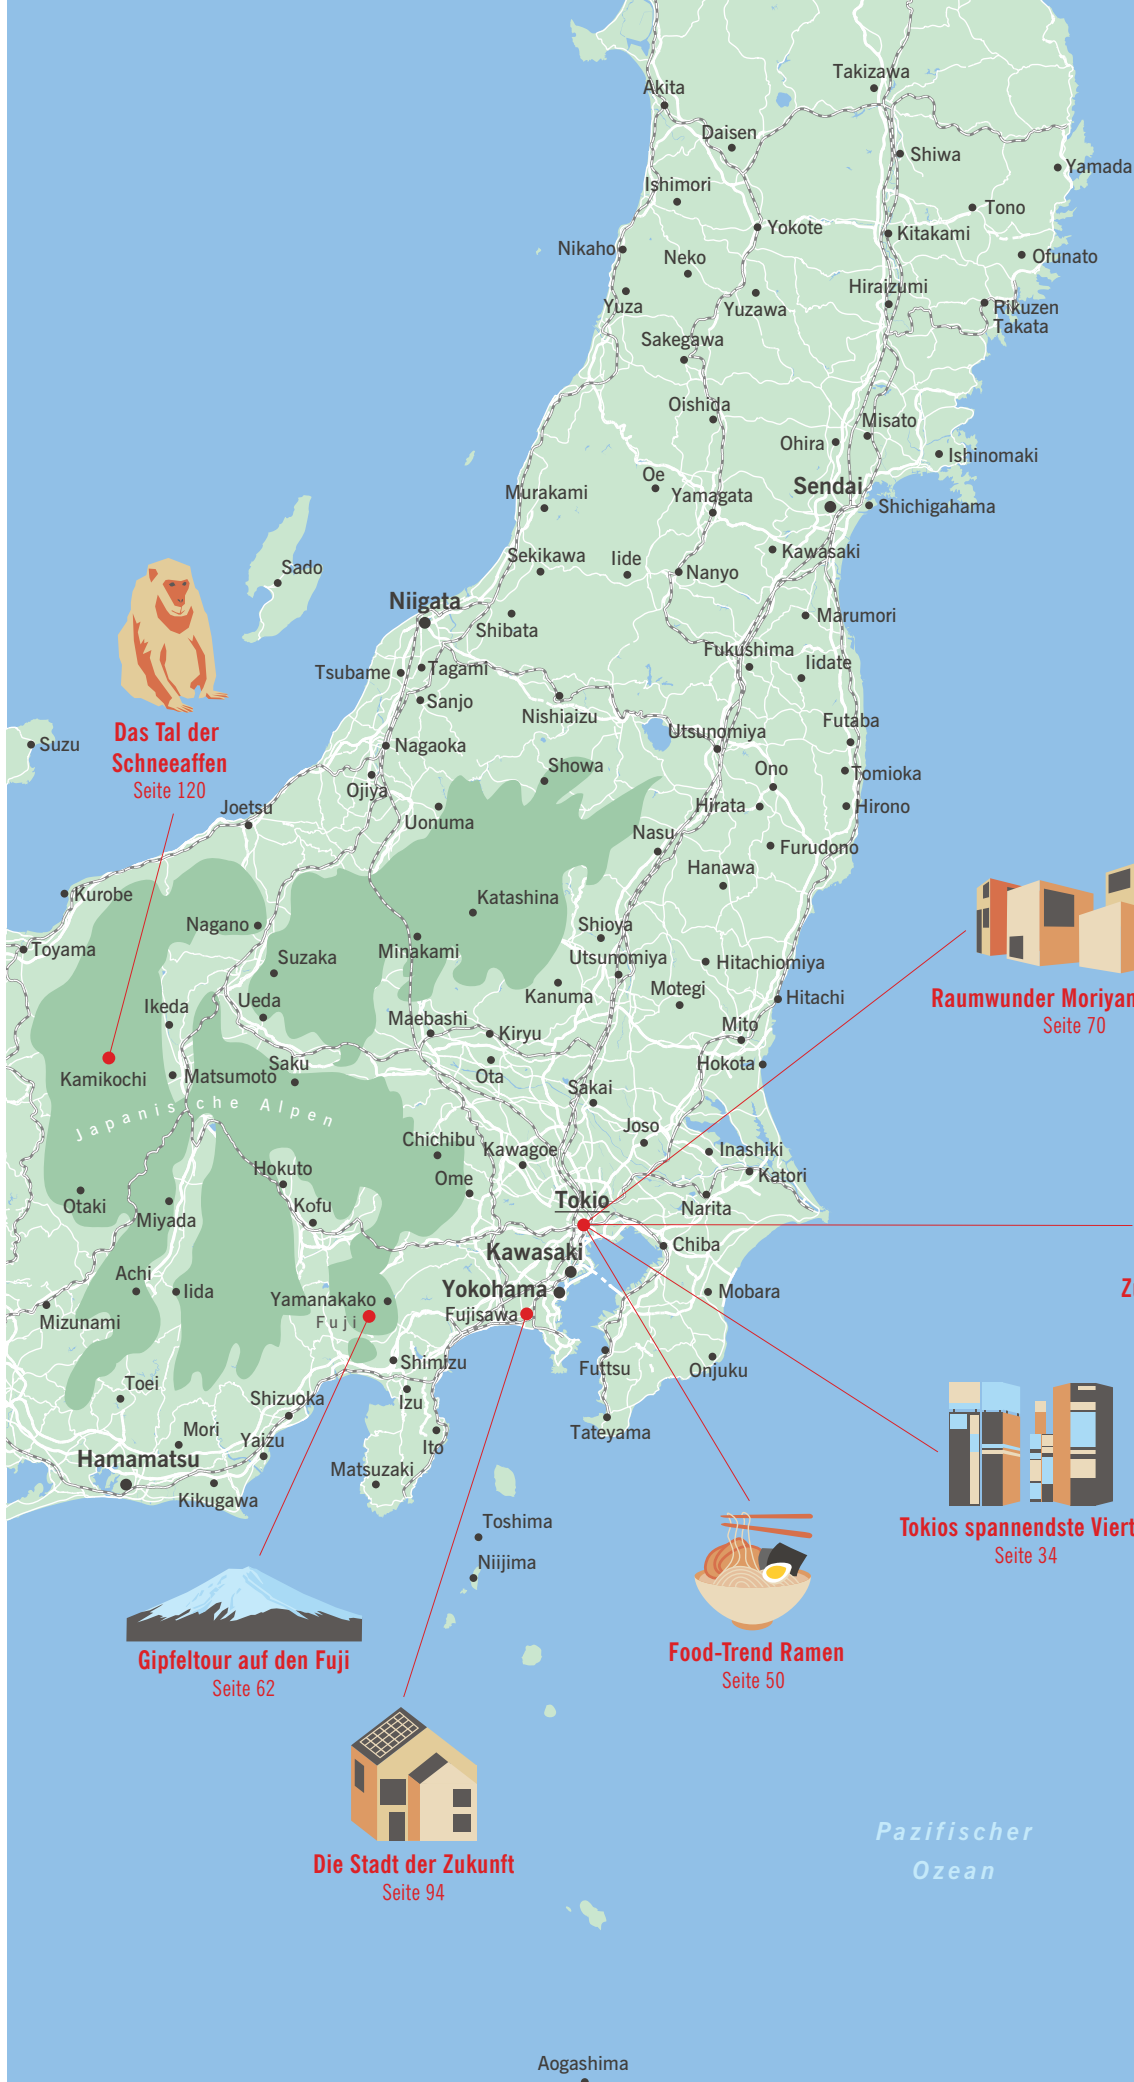 Takizawa
Akita
Daisen
Shiwa
Yamada
Ishimori
Tono
Yokote
Kitakami
Nikaho
Neko
Ofunato
Hiraizumi
Yuza
Yuzawa
Rikuzen
Takata
Sakegawa
Oishida
Misato
Ohira
Ishinomaki
Oe
Sendai
Murakami
Yamagata
Shichigahama
Kawasaki
Sekikawa
Iide
Nanyo
Sado
Niigata
Marumori
Shibata
Fukushima
Iidate
Tsubame
Tagami
Sanjo
Nishiaizu
Futaba
Das Tal der
Schneeaffen
Seite 120
Utsunomiya
Suzu
Nagaoka
Showa
Ono
Tomioka
Ojiya
Joetsu
Hirata
Hirono
Uonuma
Nasu
Furudono
Hanawa
Kurobe
Katashina
Nagano
Shioya
Toyama
Minakami
Suzaka
Utsunomiya
Hitachiomiya
Motegi
Kanuma
Hitachi
Raumwunder Moriyam
Seite 70
Ikeda
Ueda
Maebashi
Kiryu
Mito
Saku
Hokota
Kamikochi
Matsumoto
Ota
Sakai
Japanische Alpen
Joso
Chichibu
Kawagoe
Inashiki
Hokuto
Ome
Katori
Otaki
Miyada
Kofu
Tokio
Narita
Kawasaki
Chiba
Achi
Iida
Yamanakako
Yokohama
Mobara
Z
Mizunami
Fuji
Fujisawa
Shimizu
Futtsu
Onjuku
Toei
Shizuoka
Izu
Mori
Yaizu
Ito
Tateyama
Hamamatsu
Matsuzaki
Kikugawa
Toshima
Tokios spannendste Viert
Seite 34
Niijima
Gipfeltour auf den Fuji
Seite 62
Food-Trend Ramen
Seite 50
Pazifischer
Ozean
Die Stadt der Zukunft
Seite 94
Aogashima